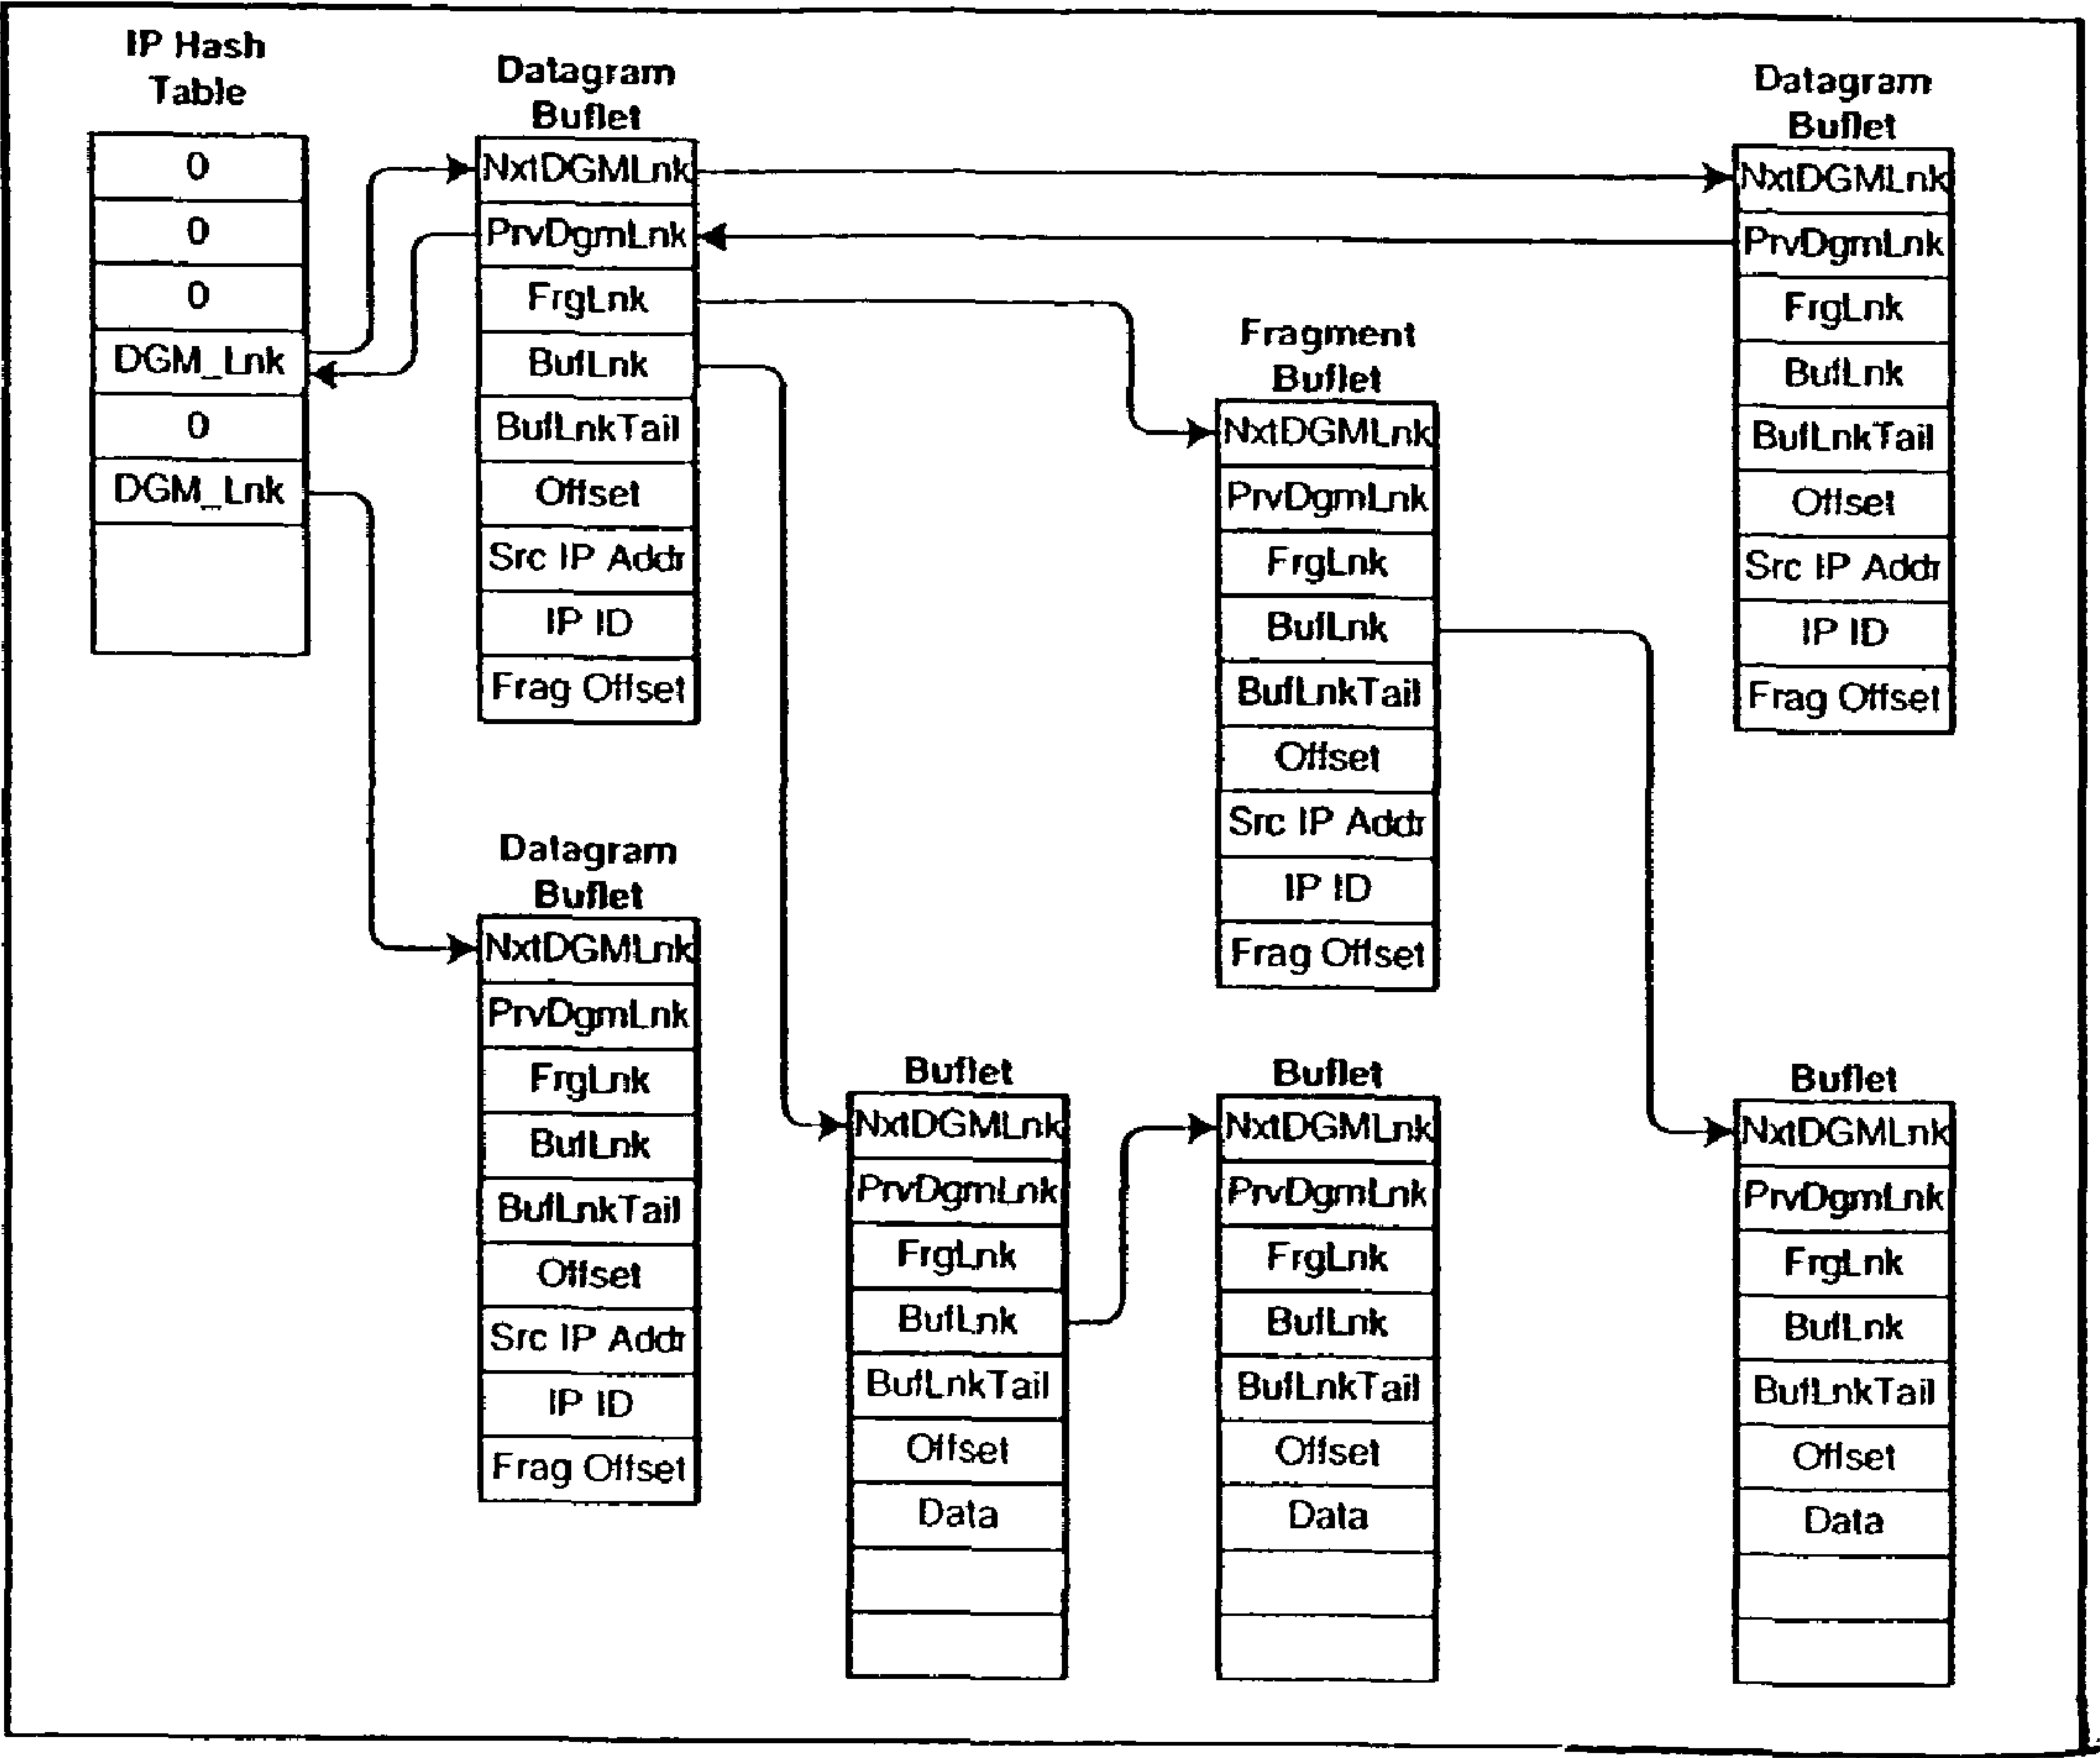 IP Hash
Table
0
0
0
DGM_Lnk
0
DGM_Lnk
Datagram
Buflet
NxtDGMLnk
PrvDgmLnk
FrgLnk
BufLnk
BufLnkTail
Offset
Src IP Addr
IP ID
Frag Offset
Datagram
Buflet
NxtDGMLnk
PrvDgmLnk
FrgLnk
BufLnk
BufLnkTail
Offset
Src IP Addr
IP ID
Frag Offset
Fragment
Buflet
NxtDGMLnk
PrvDgmLnk
FrgLnk
BufLnk
BufLnkTail
Offset
Src IP Addr
IP ID
Frag Offset
Datagram
Buflet
NxtDGMLnk
PrvDgmLnk
FrgLnk
BufLnk
BufLnkTail
Offset
Src IP Addr
IP ID
Frag Offset
Buflet
NxtDGMLnk
PrvDgmLnk
FrgLnk
BufLnk
BufLnkTail
Offset
Data
Buflet
NxtDGMLnk
PrvDgmLnk
FrgLnk
BufLnk
BufLnkTail
Offset
Data
Buflet
NxtDGMLnk
PrvDgmLnk
FrgLnk
BufLnk
BufLnkTail
Offset
Data